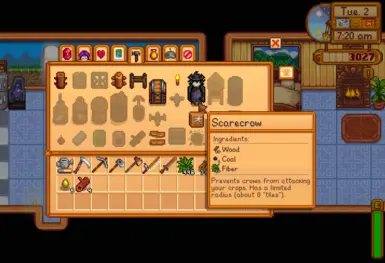 Tue. 2
7:20 am
3027
Scarecrow
Ingredients:
Wood
Coal
Fiber
Prevents crows from attacking
your crops. Has a limited
radius (about 8 "tiles").